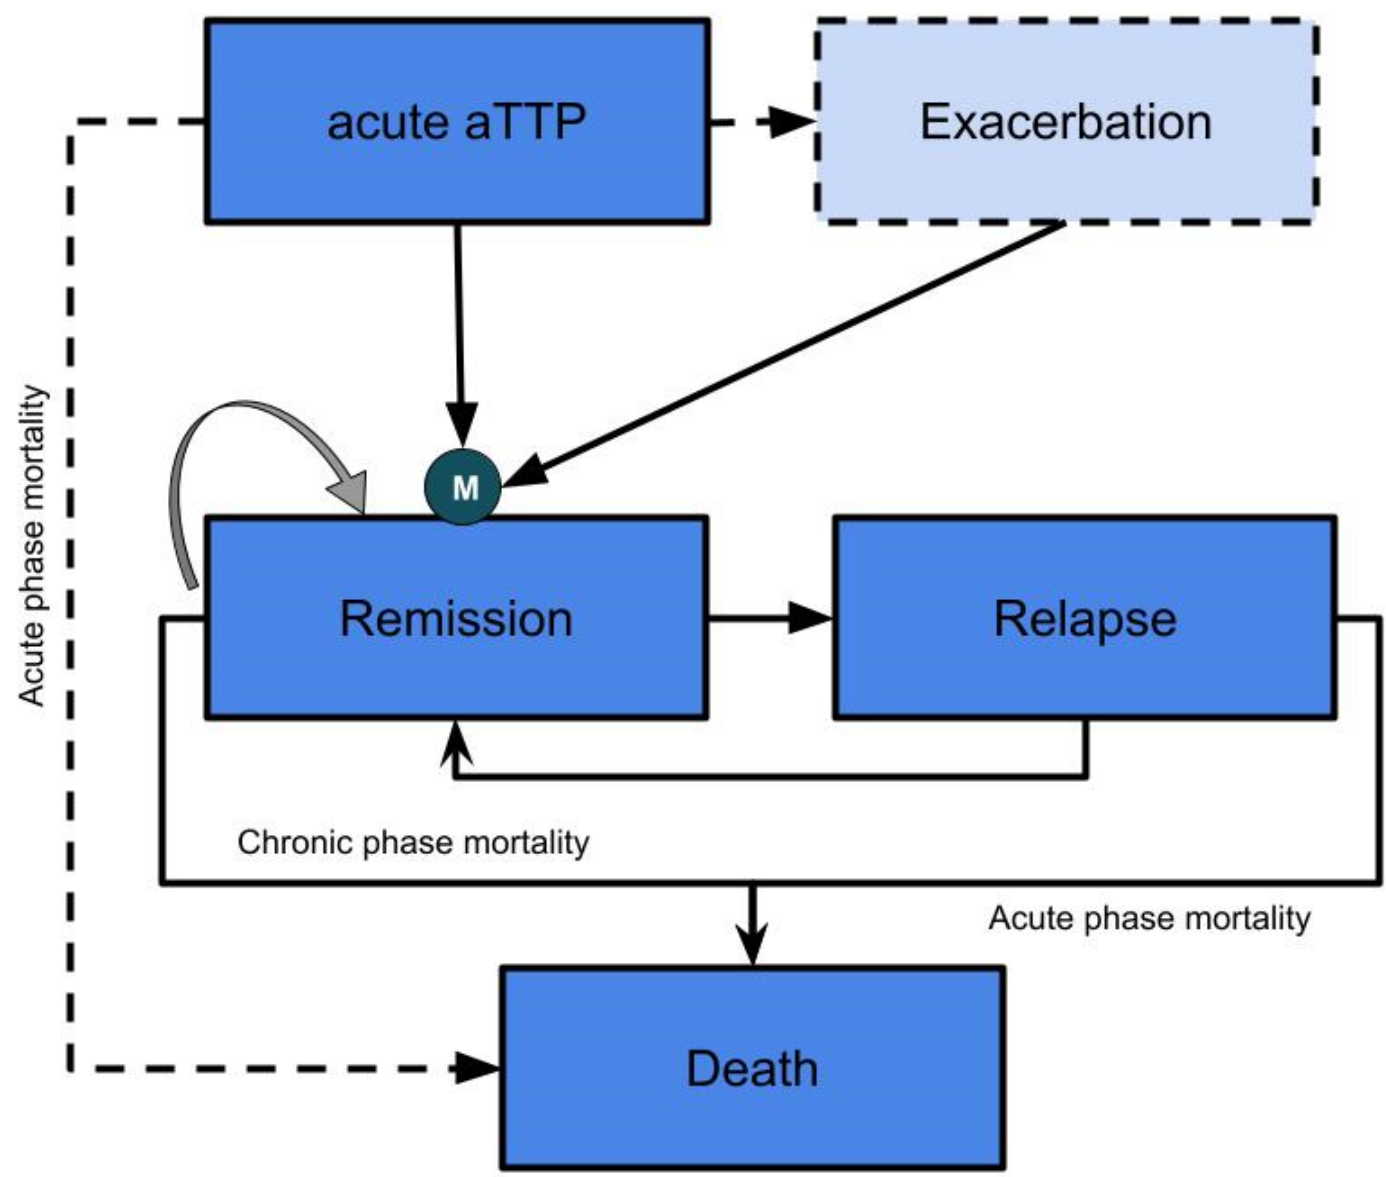 acute aTTP
Exacerbation
Acute phase mortality
M
Remission
Relapse
Chronic phase mortality
Acute phase mortality
Death